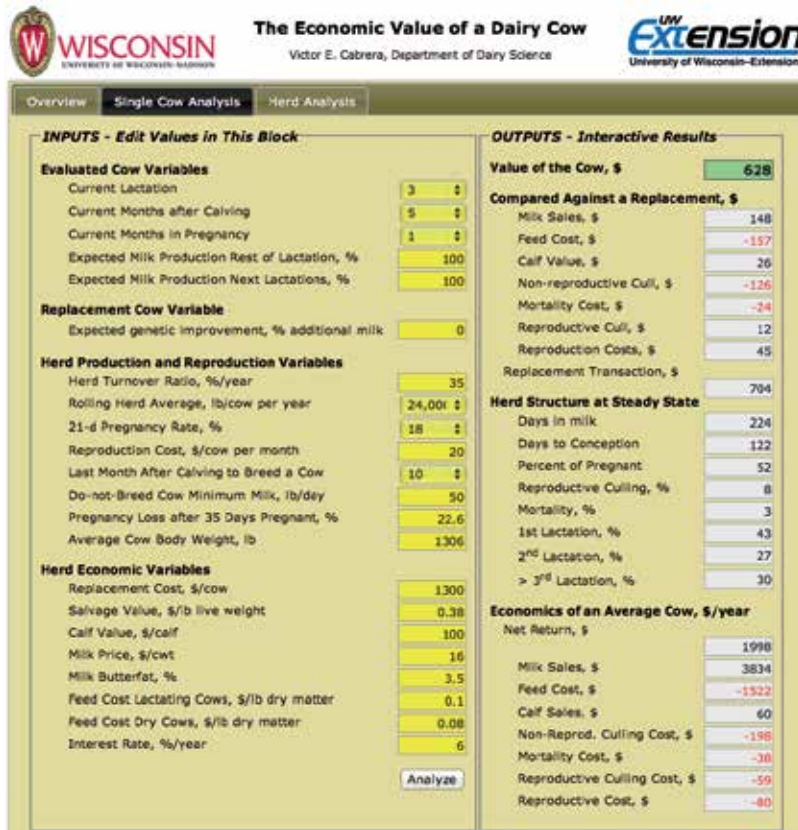 WISCONSIN
UNIVERSITY OF WISCONSIN–MADISON
The Economic Value of a Dairy Cow
Victor E. Cabrera, Department of Dairy Science
UW
Extension
University of Wisconsin–Extension
Overview
Single Cow Analysis
Herd Analysis
INPUTS - Edit Values in This Block
Evaluated Cow Variables
Current Lactation 3
Current Months after Calving 5
Current Months in Pregnancy 1
Expected Milk Production Rest of Lactation, % 100
Expected Milk Production Next Lactations, % 100
Replacement Cow Variable
Expected genetic improvement, % additional milk 0
Herd Production and Reproduction Variables
Herd Turnover Ratio, %/year 35
Rolling Herd Average, lb/cow per year 24,00
21-d Pregnancy Rate, % 18
Reproduction Cost, $/cow per month 20
Last Month After Calving to Breed a Cow 10
Do-not-Breed Cow Minimum Milk, lb/day 50
Pregnancy Loss after 35 Days Pregnant, % 22.6
Average Cow Body Weight, lb 1306
Herd Economic Variables
Replacement Cost, $/cow 1300
Salvage Value, $/lb live weight 0.38
Calf Value, $/calf 100
Milk Price, $/cwt 16
Milk Butterfat, % 3.5
Feed Cost Lactating Cows, $/lb dry matter 0.1
Feed Cost Dry Cows, $/lb dry matter 0.08
Interest Rate, %/year 6
Analyze
OUTPUTS - Interactive Results
Value of the Cow, $ 628
Compared Against a Replacement, $
Milk Sales, $ 148
Feed Cost, $ -157
Calf Value, $ 26
Non-reproductive Cull, $ -126
Mortality Cost, $ -24
Reproductive Cull, $ 12
Reproduction Costs, $ 45
Replacement Transaction, $
704
Herd Structure at Steady State
Days in milk 224
Days to Conception 122
Percent of Pregnant 52
Reproductive Culling, % 8
Mortality, % 3
1st Lactation, % 43
2nd Lactation, % 27
> 3rd Lactation, % 30
Economics of an Average Cow, $/year
Net Return, $
1998
Milk Sales, $ 3834
Feed Cost, $ -1522
Calf Sales, $ 60
Non-Reprod. Culling Cost, $ -198
Mortality Cost, $ -38
Reproductive Culling Cost, $ -59
Reproductive Cost, $ -80